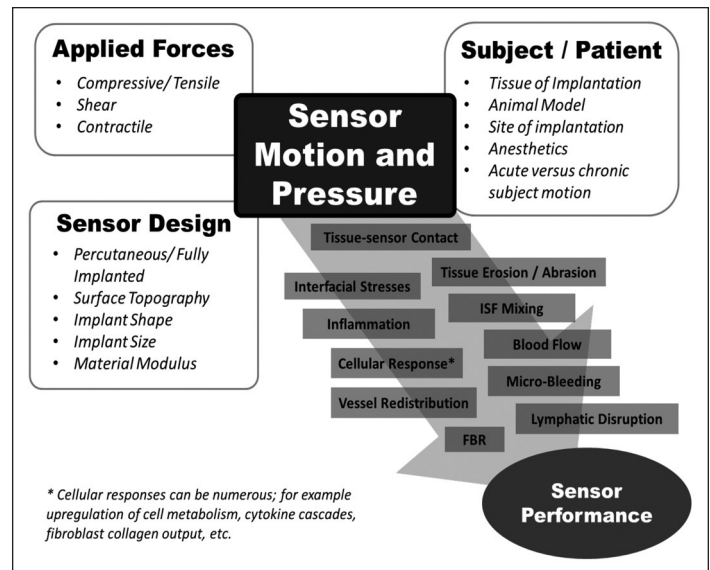 Applied Forces
• Compressive/ Tensile
• Shear
• Contractile
Subject / Patient
• Tissue of Implantation
• Animal Model
• Site of implantation
• Anesthetics
• Acute versus chronic
subject motion
Sensor
Motion and
Pressure
Sensor Design
• Percutaneous/ Fully
Implanted
• Surface Topography
• Implant Shape
• Implant Size
• Material Modulus
Tissue-sensor Contact
Tissue Erosion / Abrasion
Interfacial Stresses
ISF Mixing
Inflammation
Blood Flow
Cellular Response*
Micro-Bleeding
Vessel Redistribution
Lymphatic Disruption
FBR
Sensor
Performance
* Cellular responses can be numerous; for example
upregulation of cell metabolism, cytokine cascades,
fibroblast collagen output, etc.